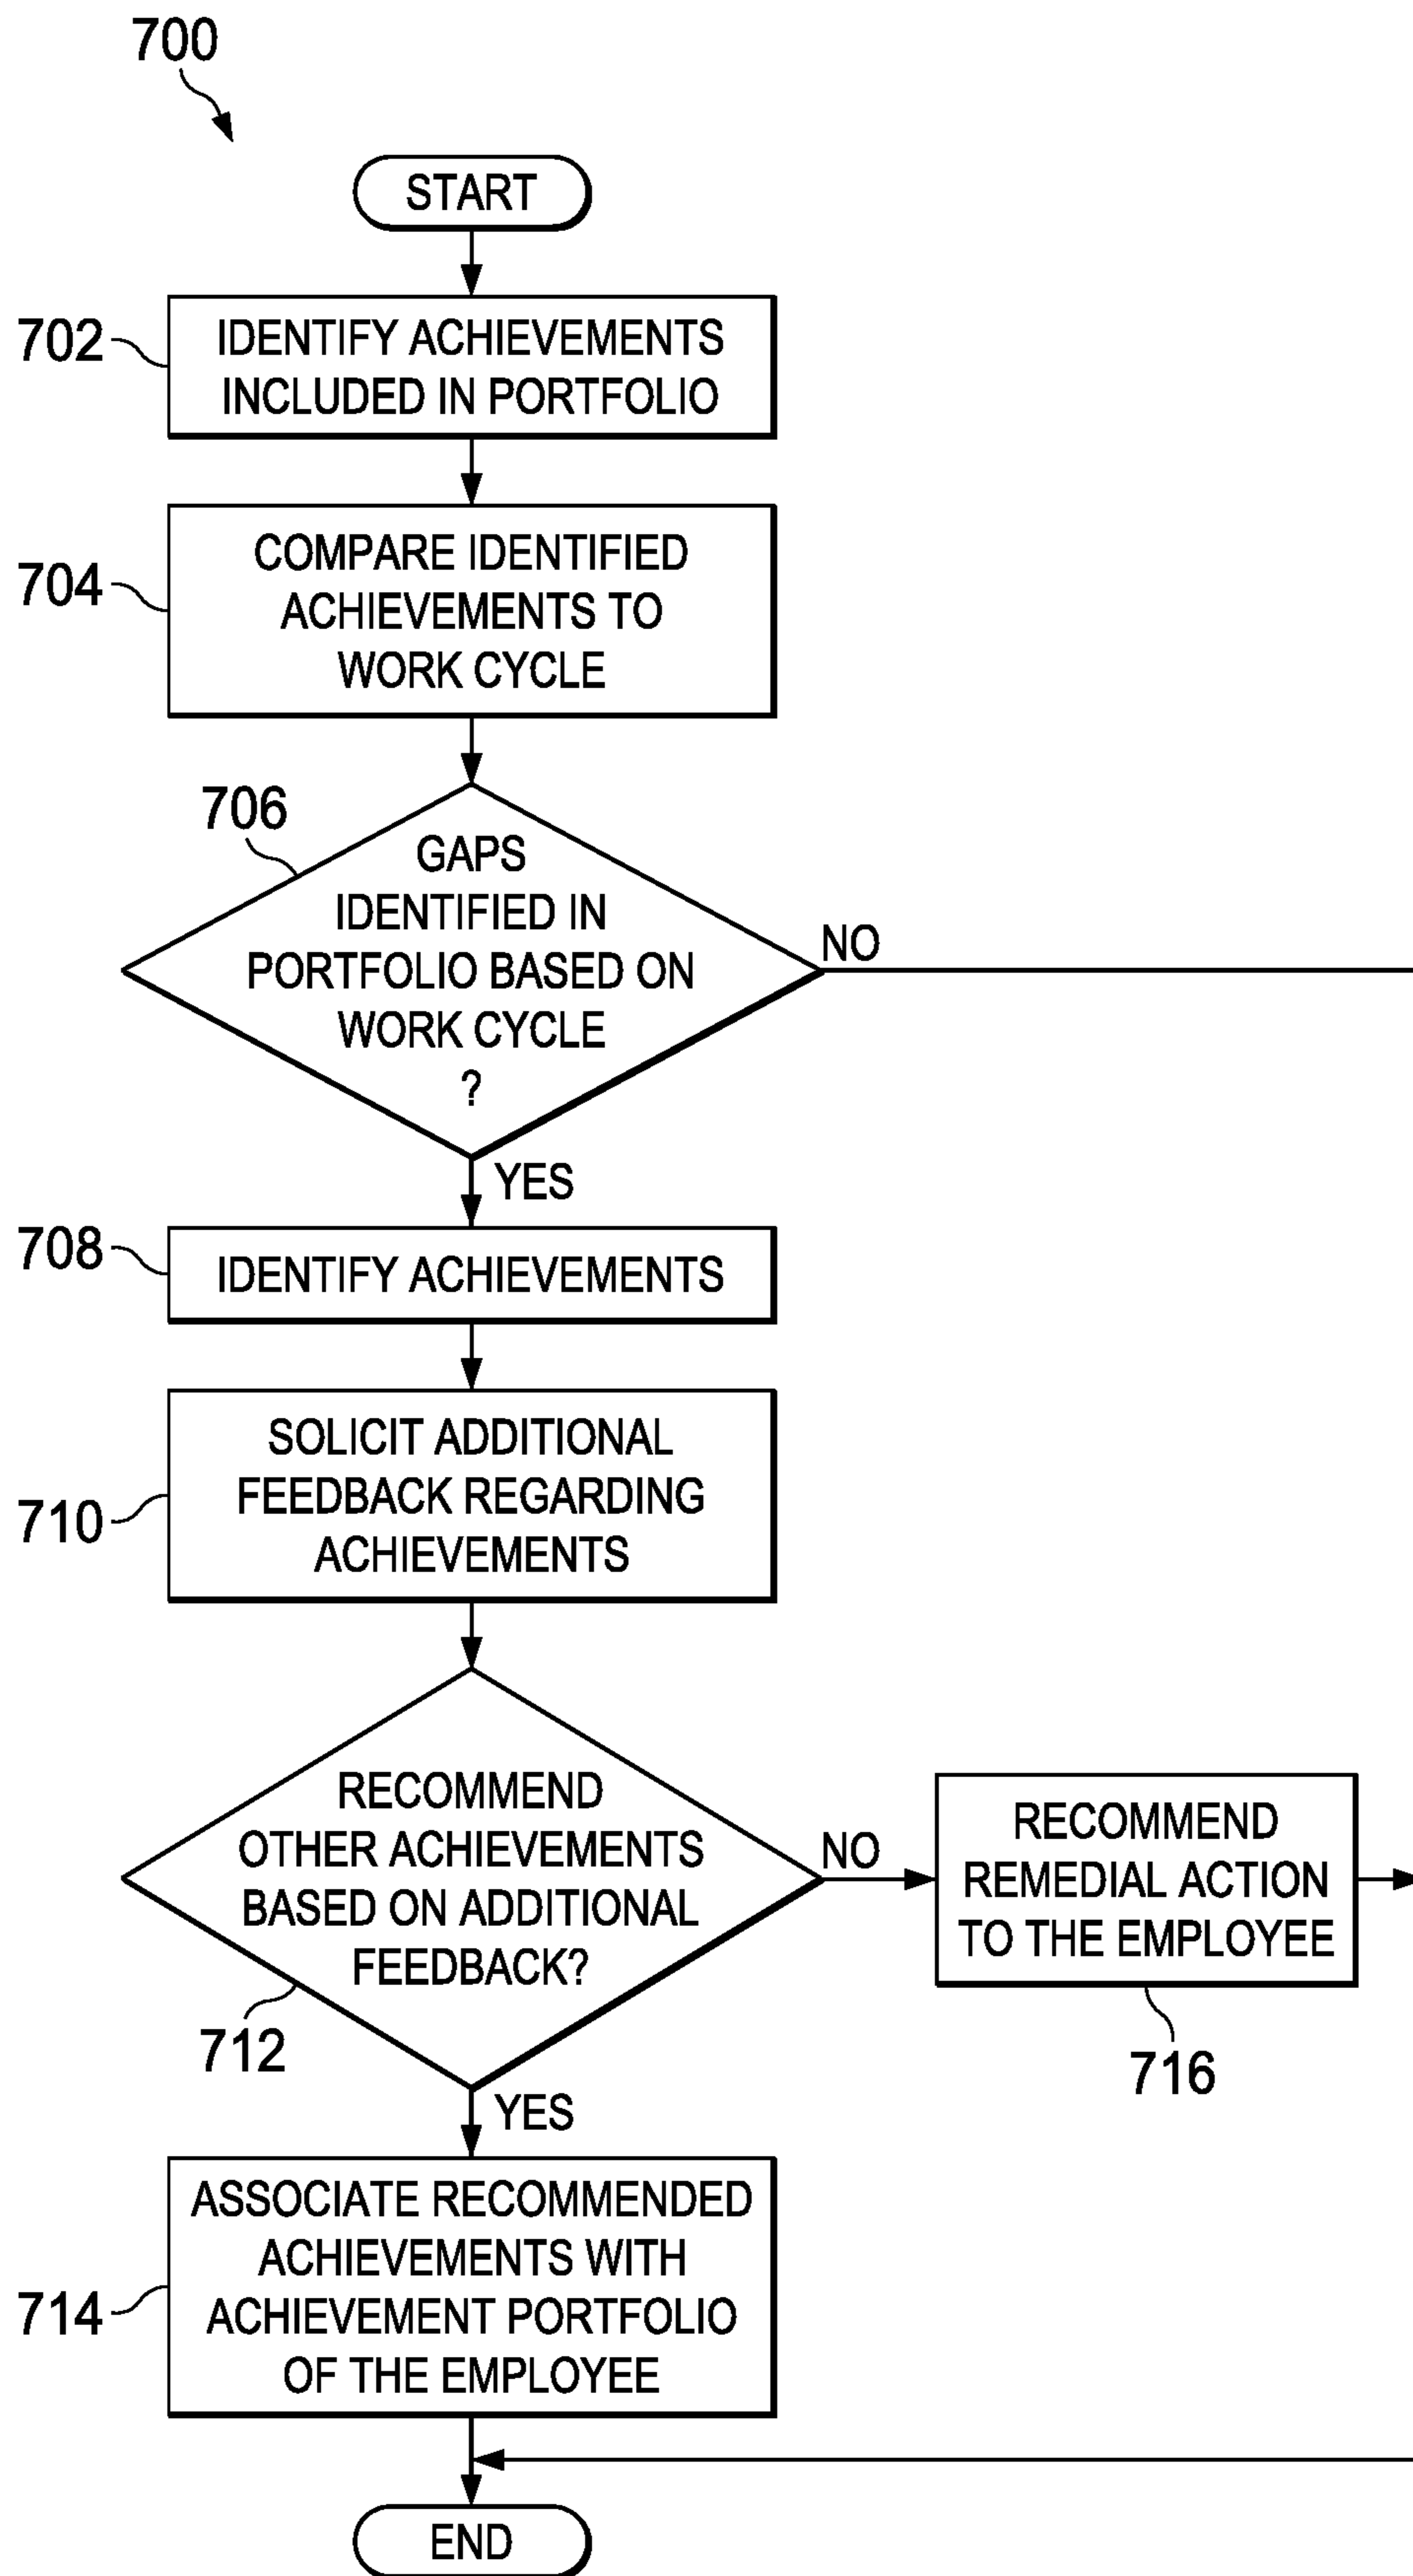 700
START
702
IDENTIFY ACHIEVEMENTS
INCLUDED IN PORTFOLIO
704
COMPARE IDENTIFIED
ACHIEVEMENTS TO
WORK CYCLE
706
GAPS
IDENTIFIED IN
PORTFOLIO BASED ON
WORK CYCLE
?
NO
YES
708
IDENTIFY ACHIEVEMENTS
710
SOLICIT ADDITIONAL
FEEDBACK REGARDING
ACHIEVEMENTS
RECOMMEND
OTHER ACHIEVEMENTS
BASED ON ADDITIONAL
FEEDBACK?
712
NO
RECOMMEND
REMEDIAL ACTION
TO THE EMPLOYEE
716
YES
714
ASSOCIATE RECOMMENDED
ACHIEVEMENTS WITH
ACHIEVEMENT PORTFOLIO
OF THE EMPLOYEE
END